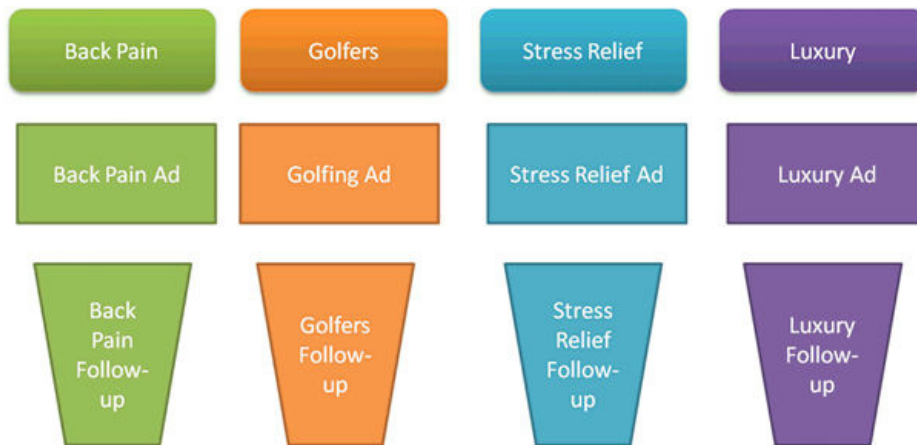 Back Pain
Golfers
Stress Relief
Luxury
Back Pain Ad
Golfing Ad
Stress Relief Ad
Luxury Ad
Back
Pain
Follow-
up
Golfers
Follow-
up
Stress
Relief
Follow-
up
Luxury
Follow-
up